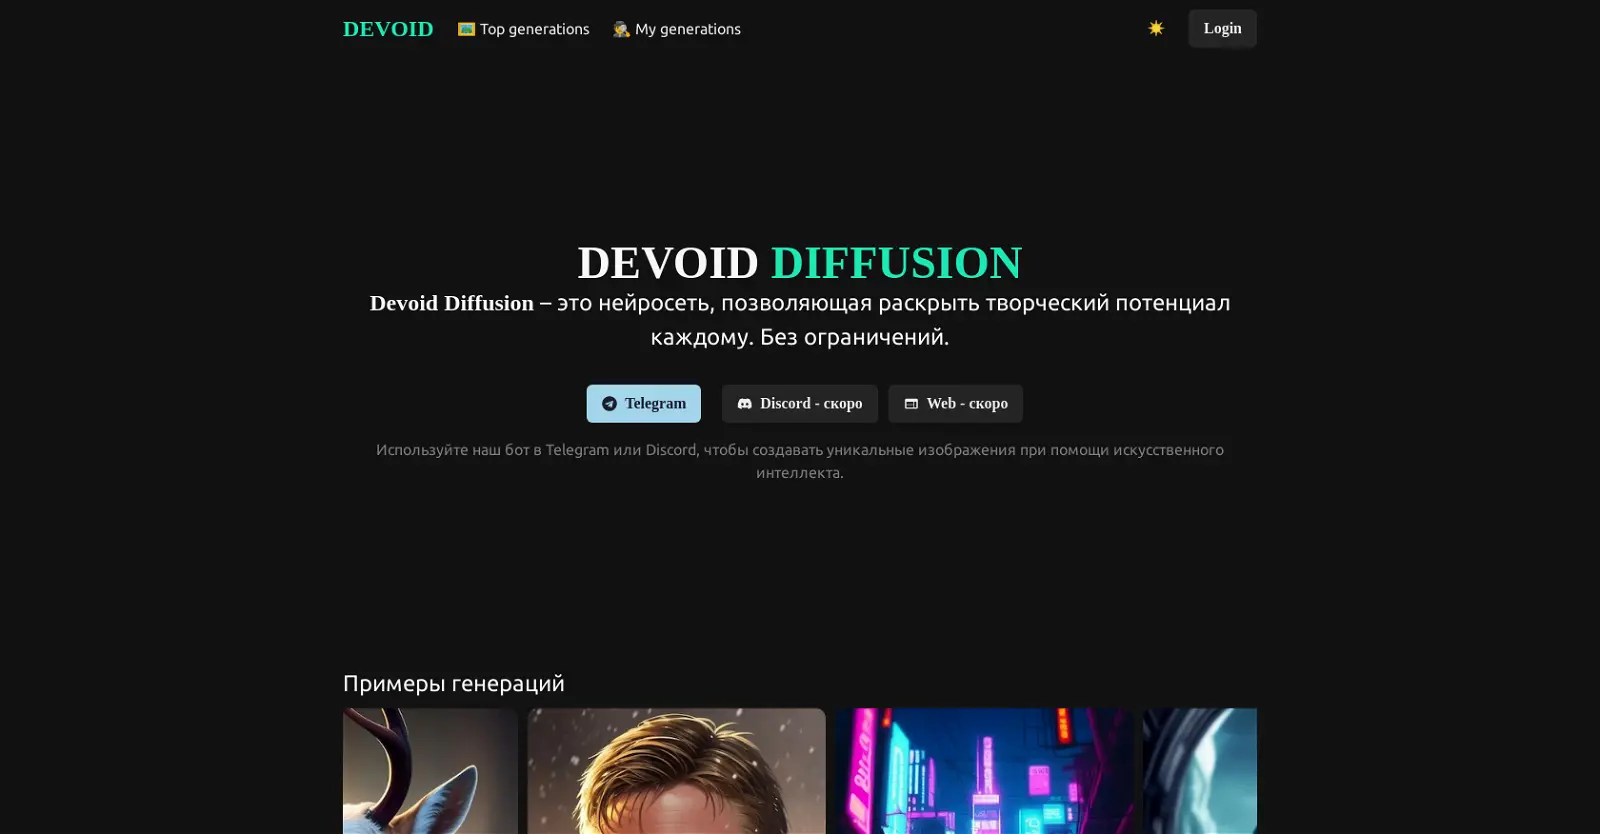 DEVOID
Top generations
My generations
Login
DEVOID DIFFUSION
Devoid Diffusion – это нейросеть, позволяющая раскрыть творческий потенциал
каждому. Без ограничений.
Telegram
Discord - скоро
Web - скоро
Используйте наш бот в Telegram или Discord, чтобы создавать уникальные изображения при помощи искусственного
интеллекта.
Примеры генераций